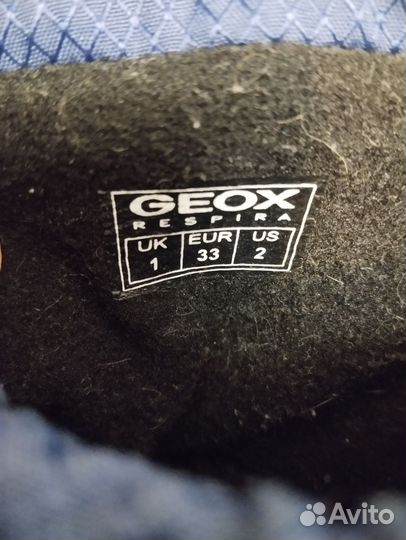 GEOX
RESPIRA
UK EUR US
1 33 2
Avito